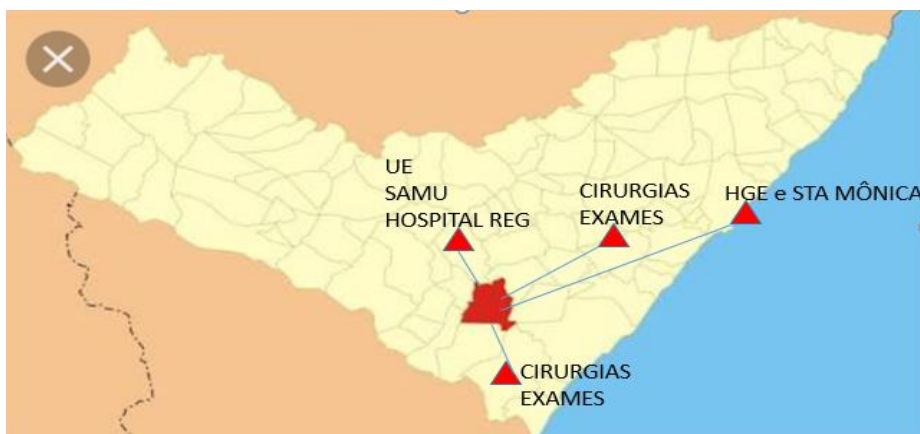 UE
SAMU
HOSPITAL REG
CIRURGIAS
EXAMES
HGE e STA MÔNICA
CIRURGIAS
EXAMES